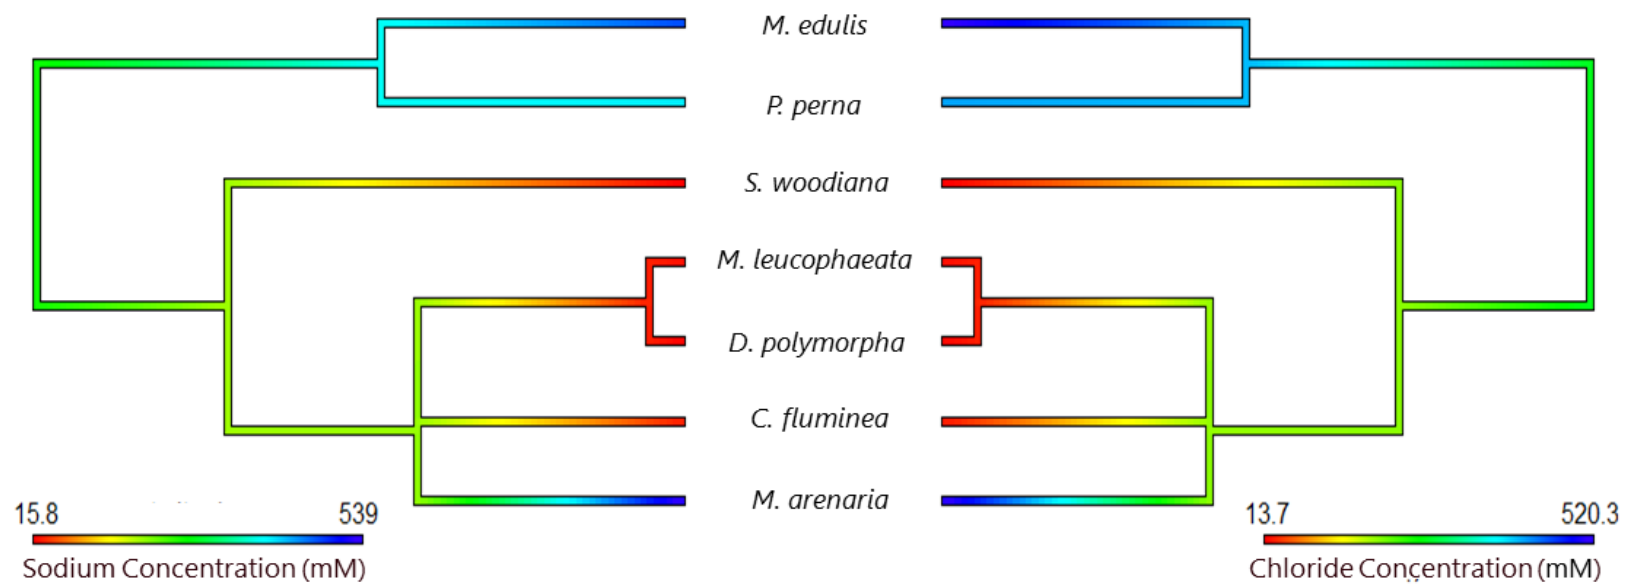 M. edulis
P. perna
S. woodiana
M. leucophaeata
D. polymorpha
C. fluminea
M. arenaria
15.8 539
Sodium Concentration (mM)
13.7 520.3
Chloride Concentration (mM)